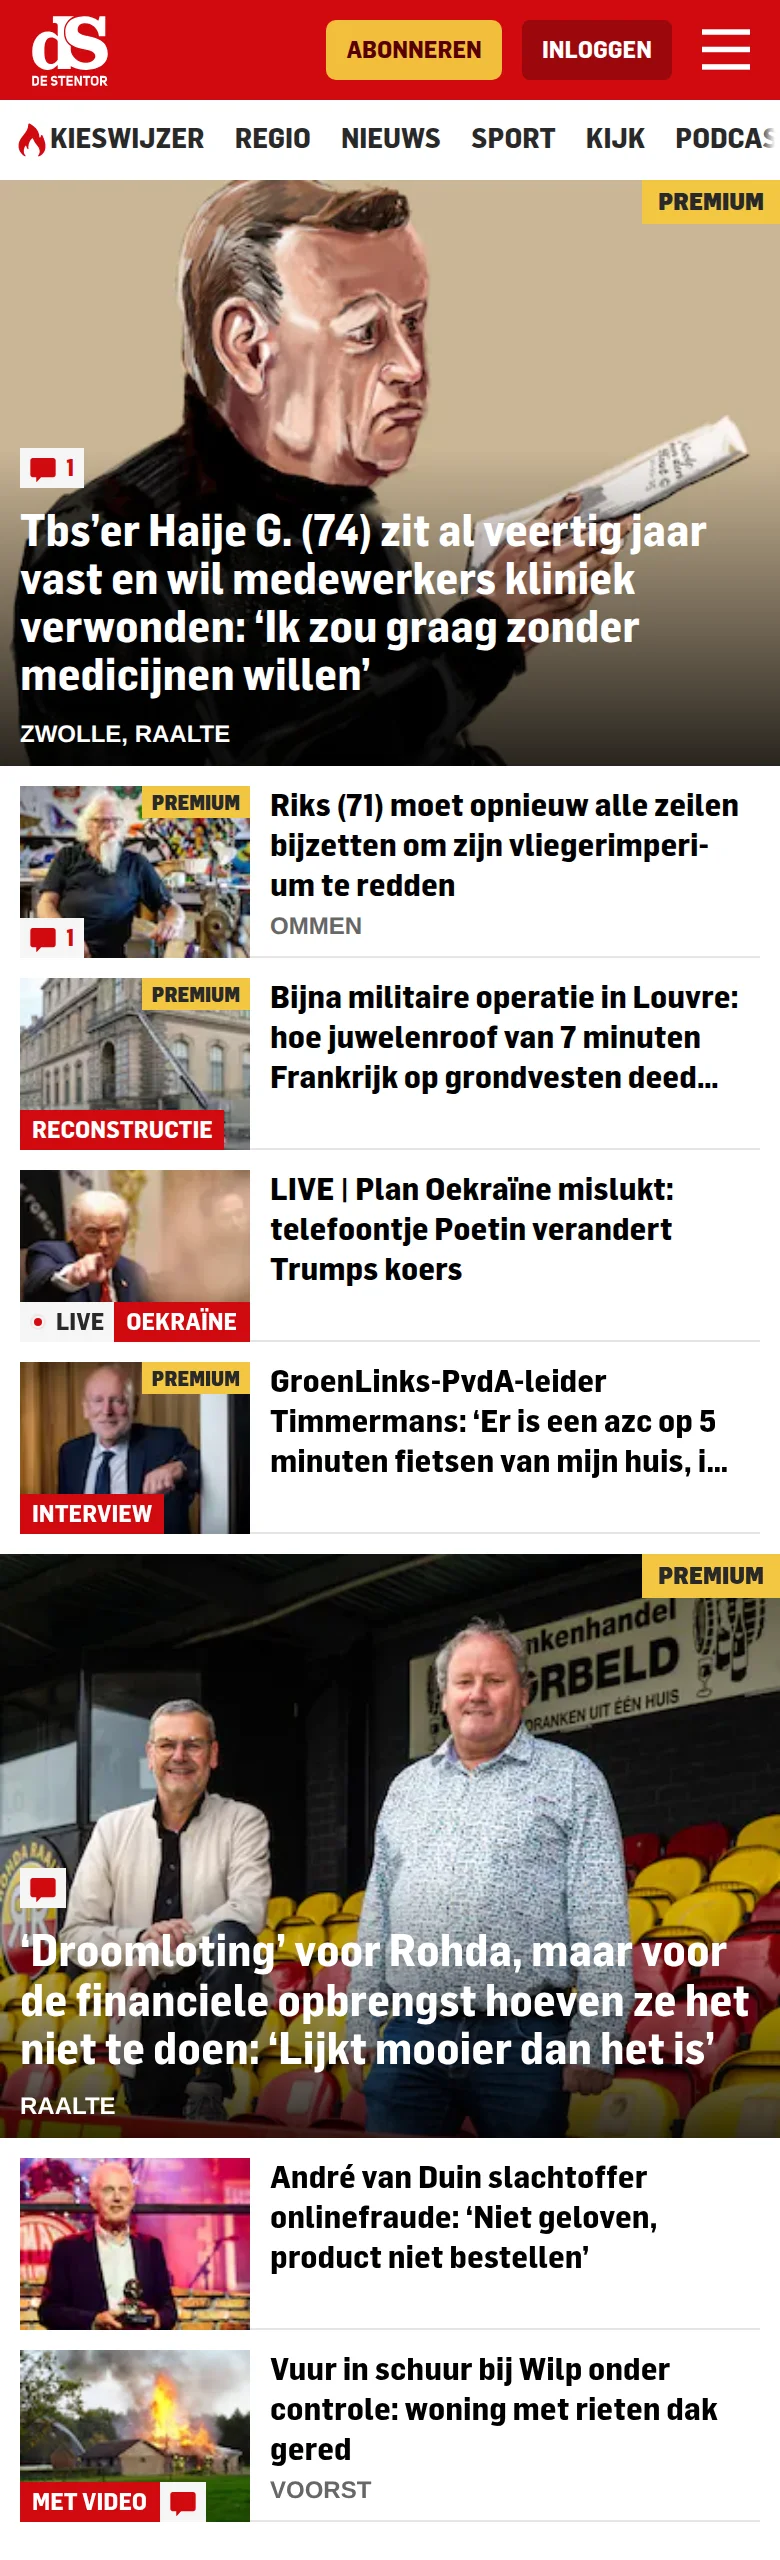 dS
DE STENTOR
ABONNEREN
INLOGGEN
KIESWIJZER REGIO NIEUWS SPORT KIJK PODCAS
PREMIUM
1
Tbs’er Haije G. (74) zit al veertig jaar
vast en wil medewerkers kliniek
verwonden: ‘Ik zou graag zonder
medicijnen willen’
ZWOLLE, RAALTE
PREMIUM
1
Riks (71) moet opnieuw alle zeilen
bijzetten om zijn vliegerimperi-
um te redden
OMMEN
PREMIUM
RECONSTRUCTIE
Bijna militaire operatie in Louvre:
hoe juwelenroof van 7 minuten
Frankrijk op grondvesten deed...
LIVE OEKRAÏNE
LIVE | Plan Oekraïne mislukt:
telefoontje Poetin verandert
Trumps koers
PREMIUM
INTERVIEW
GroenLinks-PvdA-leider
Timmermans: ‘Er is een azc op 5
minuten fietsen van mijn huis, i...
PREMIUM
nkenhandel
RBELD
DRANKEN UIT ÉÉN HUIS
‘Droomloting’ voor Rohda, maar voor
de financiele opbrengst hoeven ze het
niet te doen: ‘Lijkt mooier dan het is’
RAALTE
André van Duin slachtoffer
onlinefraude: ‘Niet geloven,
product niet bestellen’
MET VIDEO
Vuur in schuur bij Wilp onder
controle: woning met rieten dak
gered
VOORST